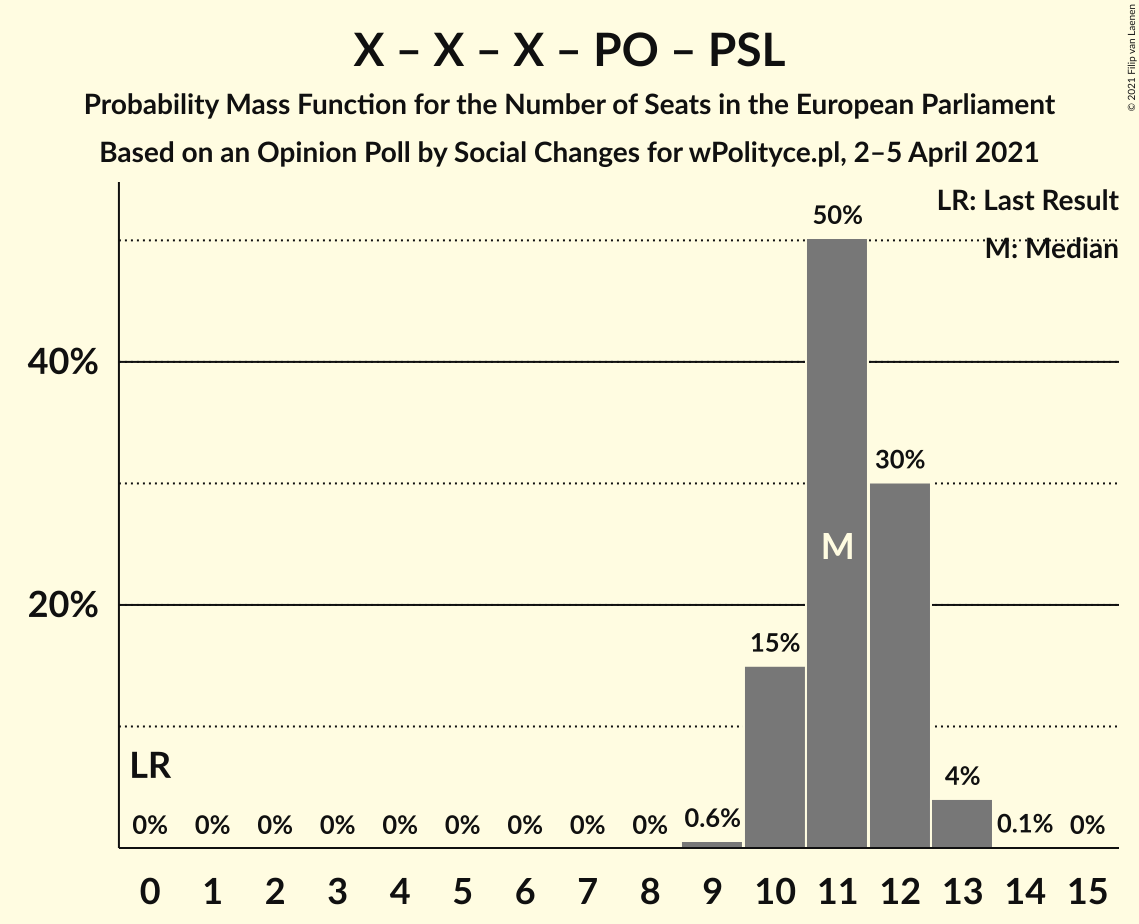 X – X – X – PO – PSL
Probability Mass Function for the Number of Seats in the European Parliament
Based on an Opinion Poll by Social Changes for wPolityce.pl, 2–5 April 2021
© 2021 Filip van Laenen
LR: Last Result
M: Median
50%
40%
30%
M
20%
15%
LR
4%
0% 0% 0% 0% 0% 0% 0% 0% 0% 0.6% 0.1% 0%
0 1 2 3 4 5 6 7 8 9 10 11 12 13 14 15